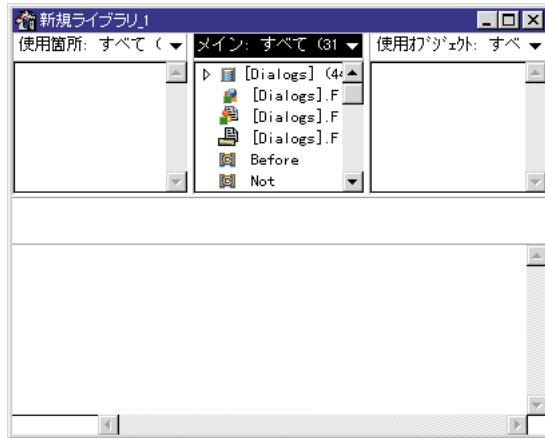 新規ライブラリ_1
使用箇所: すべて (
メイン: すべて (31
使用ｵﾌﾞｼﾞｪｸﾄ: すべ
[Dialogs] (44
[Dialogs].F
[Dialogs].F
[Dialogs].F
Before
Not